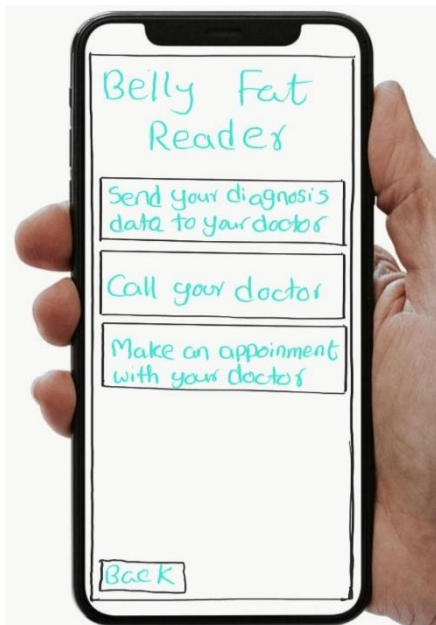 Belly Fat
Reader
Send your diagnosis
data to your doctor
Call your doctor
Make an appoinment
with your doctor
Back